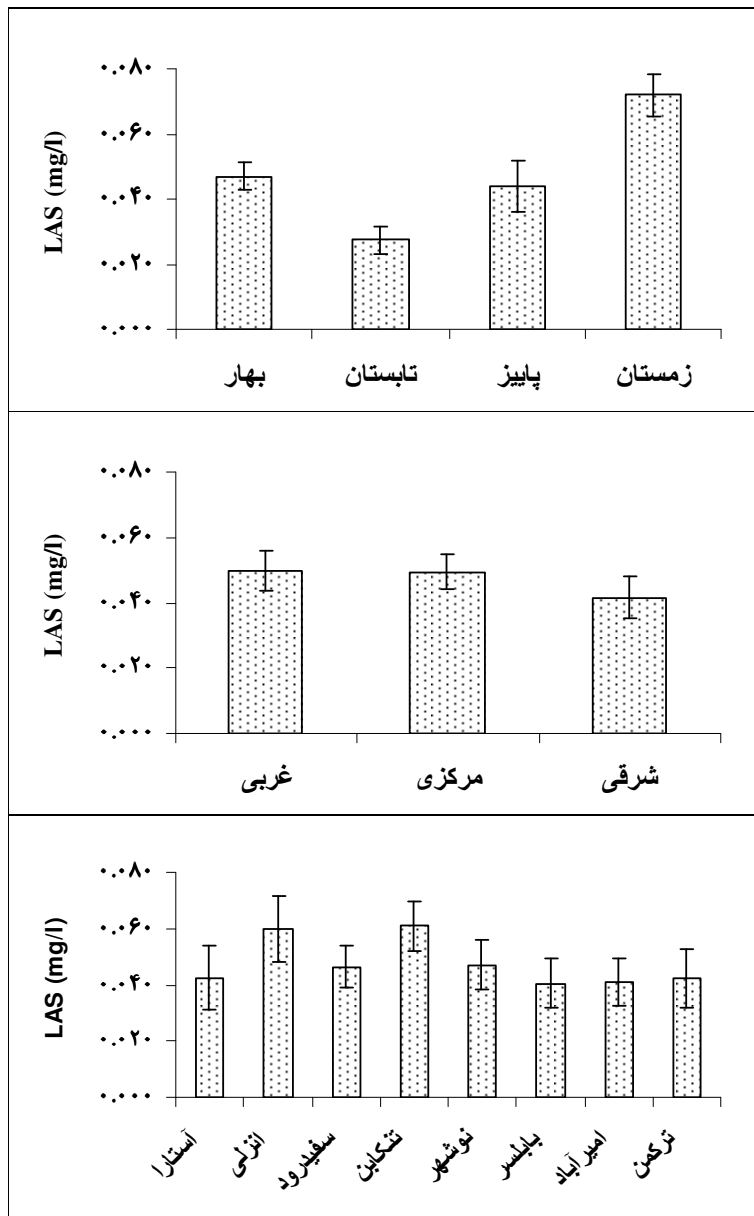 LAS (mg/l)
۰.۰۸۰
۰.۰۶۰
۰.۰۴۰
۰.۰۲۰
۰.۰۰۰
بهار
تابستان
پاییز
زمستان
LAS (mg/l)
۰.۰۸۰
۰.۰۶۰
۰.۰۴۰
۰.۰۲۰
۰.۰۰۰
غربی
مرکزی
شرقی
LAS (mg/l)
۰.۰۸۰
۰.۰۶۰
۰.۰۴۰
۰.۰۲۰
۰.۰۰۰
آستارا
انزلی
سفیدرود
تنکابن
نوشهر
بابلسر
امیرآباد
ترکمن